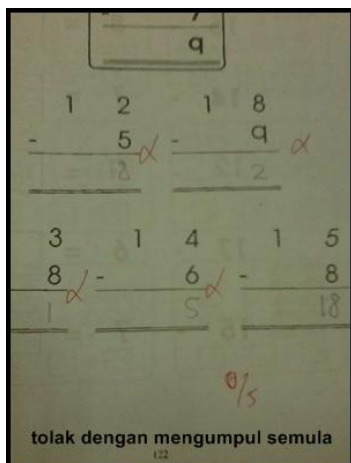 9
1 2 1 8
- 5 - 9
18 2
3 1 4 1 5
8 - 6 - 8
1 5 18
0/5
tolak dengan mengumpul semula
122